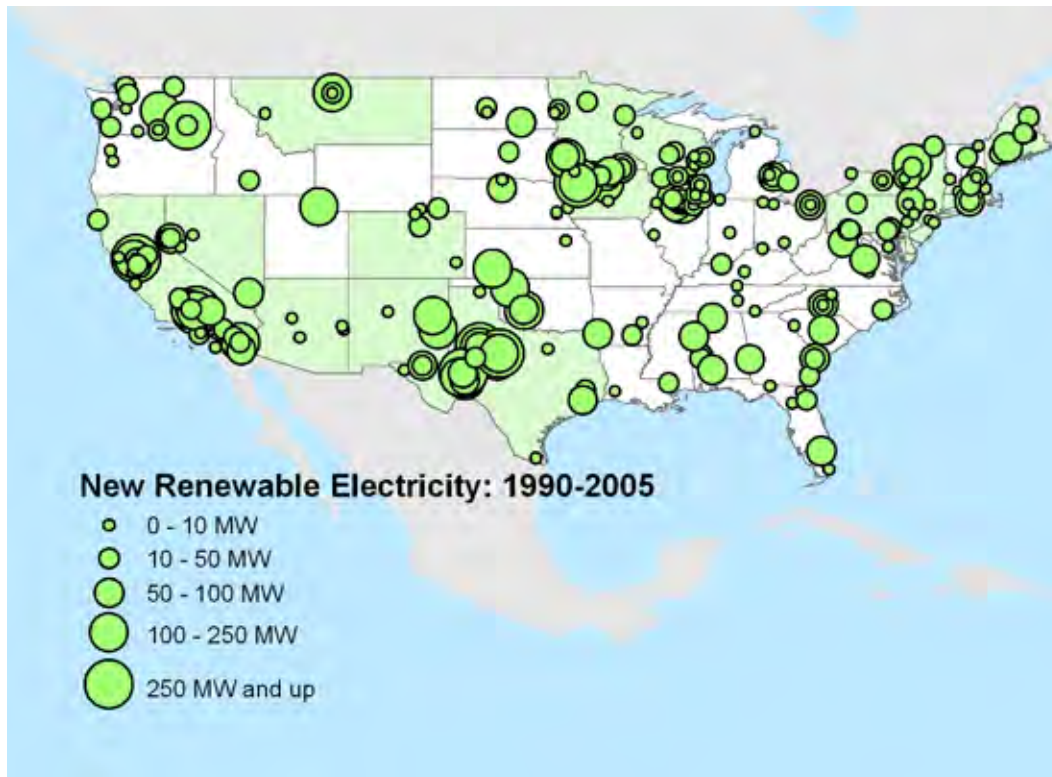 New Renewable Electricity: 1990-2005
0 - 10 MW
10 - 50 MW
50 - 100 MW
100 - 250 MW
250 MW and up